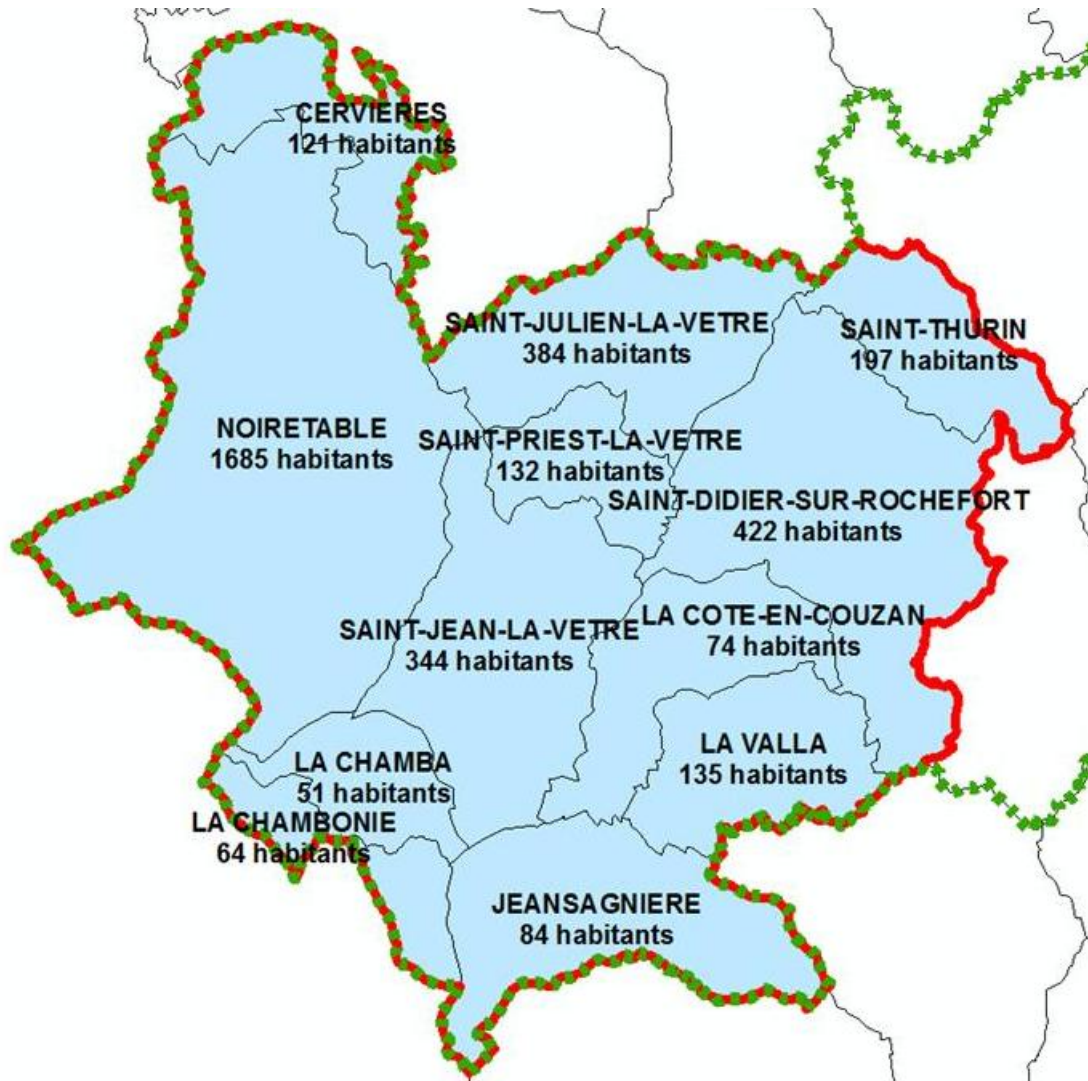 CERVIERES
121 habitants
SAINT-JULIEN-LA-VETRE
384 habitants
SAINT-THURIN
197 habitants
NOIRETABLE
1685 habitants
SAINT-PRIEST-LA-VETRE
132 habitants
SAINT-DIDIER-SUR-ROCHEFORT
422 habitants
SAINT-JEAN-LA-VETRE
344 habitants
LA COTE-EN-COUZAN
74 habitants
LA VALLA
135 habitants
LA CHAMBA
51 habitants
LA CHAMBONIE
64 habitants
JEANSAGNIERE
84 habitants